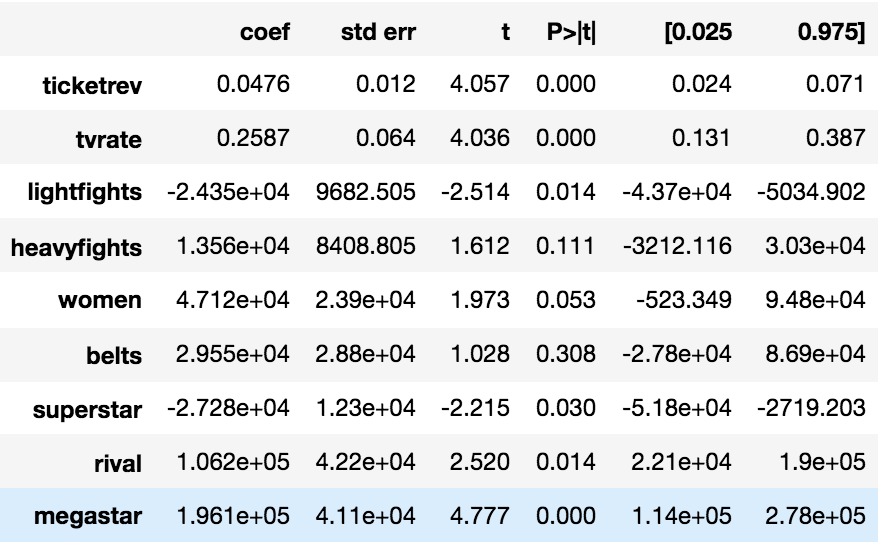 coef std err t P>|t| [0.025 0.975]
ticketrev 0.0476 0.012 4.057 0.000 0.024 0.071
tvrate 0.2587 0.064 4.036 0.000 0.131 0.387
lightfights -2.435e+04 9682.505 -2.514 0.014 -4.37e+04 -5034.902
heavyfights 1.356e+04 8408.805 1.612 0.111 -3212.116 3.03e+04
women 4.712e+04 2.39e+04 1.973 0.053 -523.349 9.48e+04
belts 2.955e+04 2.88e+04 1.028 0.308 -2.78e+04 8.69e+04
superstar -2.728e+04 1.23e+04 -2.215 0.030 -5.18e+04 -2719.203
rival 1.062e+05 4.22e+04 2.520 0.014 2.21e+04 1.9e+05
megastar 1.961e+05 4.11e+04 4.777 0.000 1.14e+05 2.78e+05